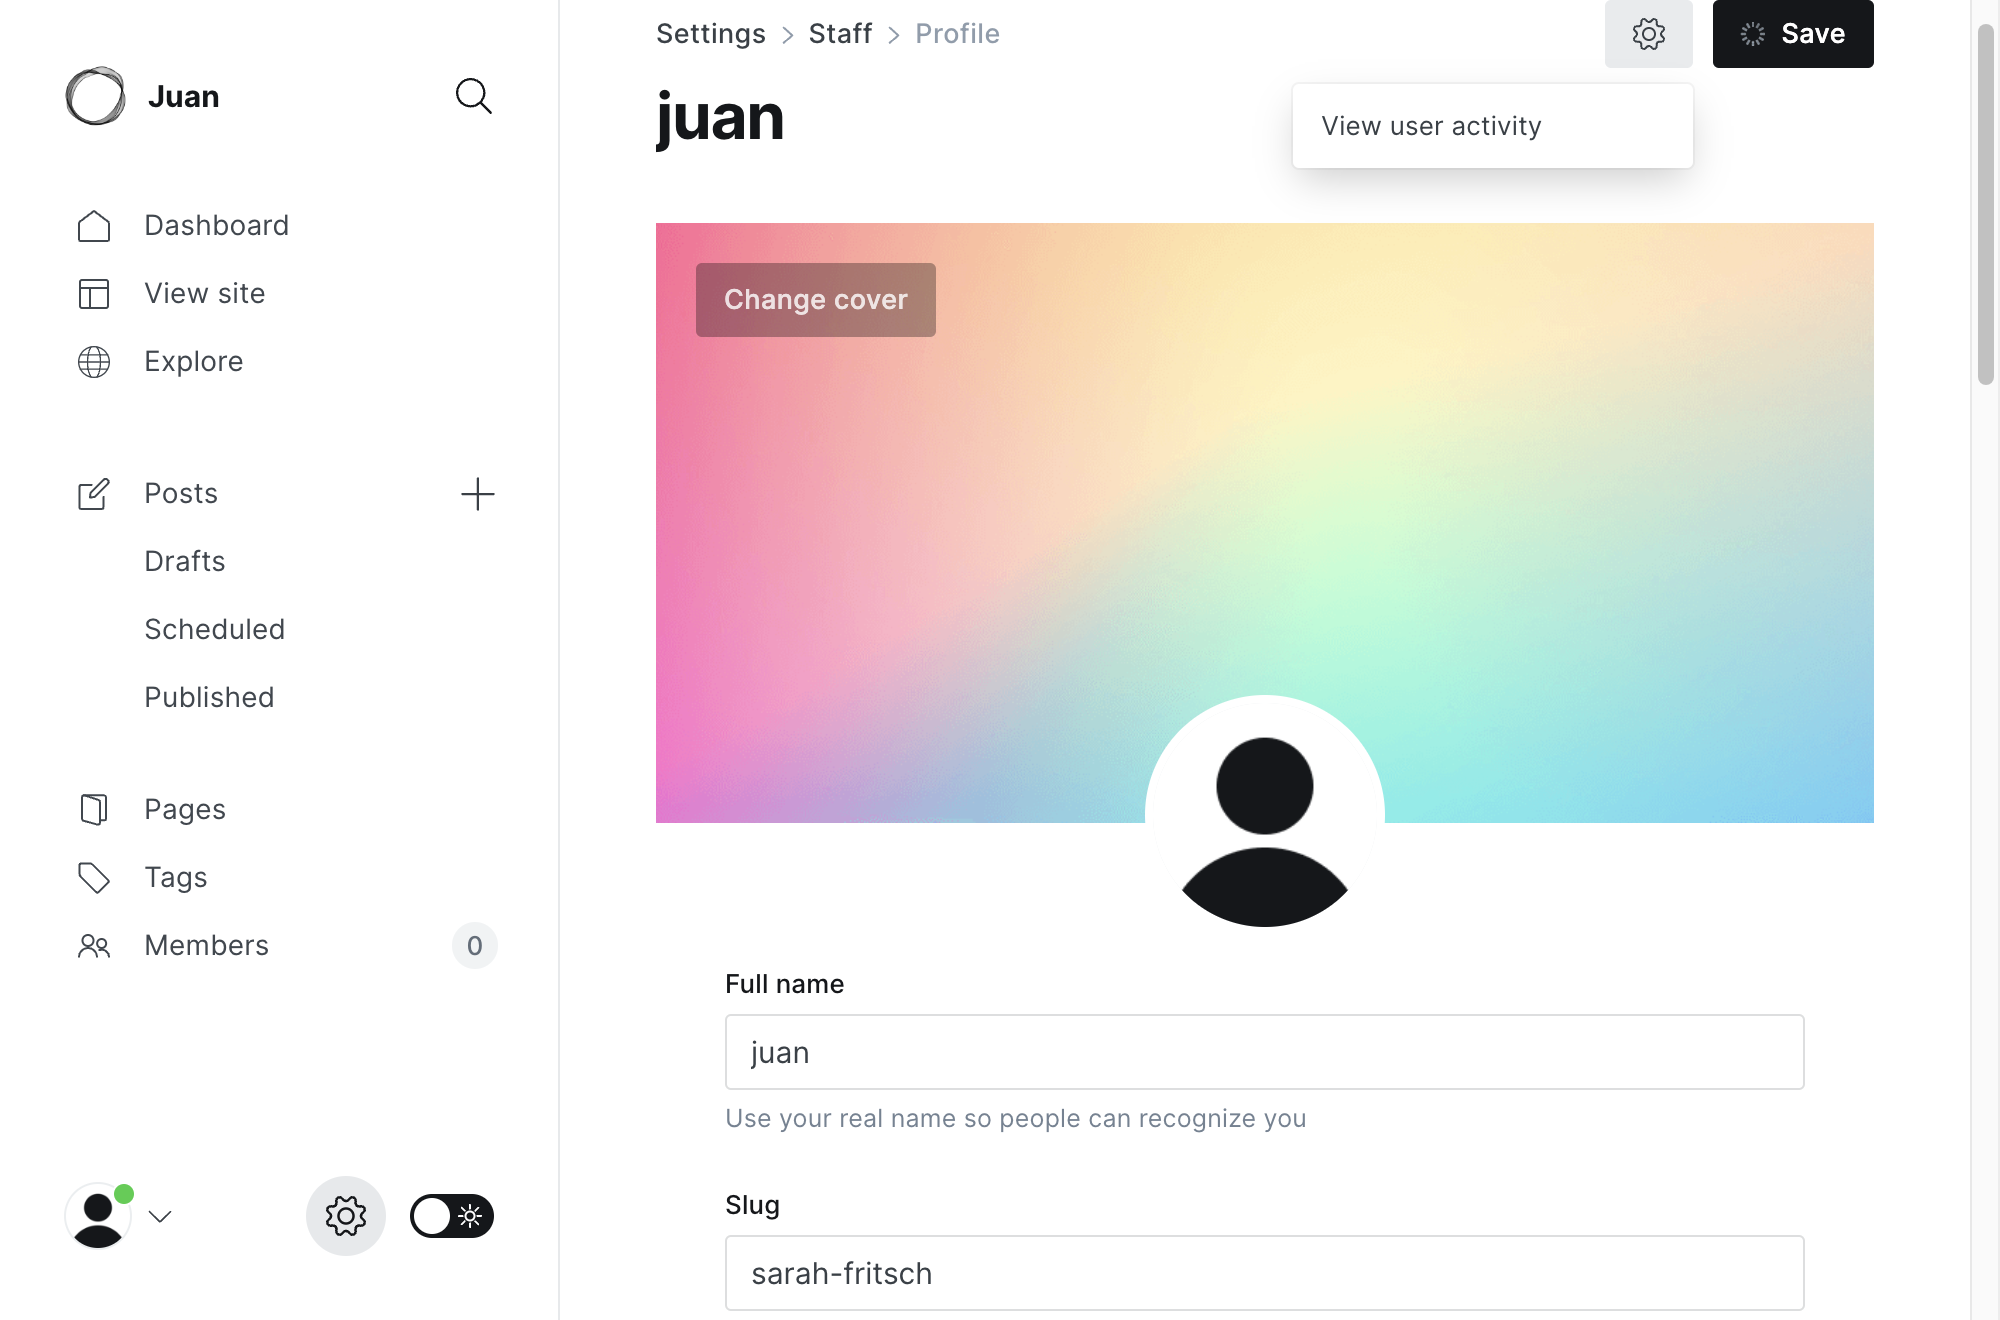 Juan
Dashboard
View site
Explore
Posts
Drafts
Scheduled
Published
Pages
Tags
Members
0
Settings > Staff > Profile
Save
juan
View user activity
Change cover
Full name
juan
Use your real name so people can recognize you
Slug
sarah-fritsch